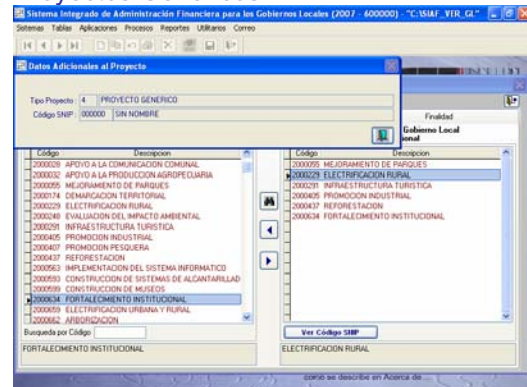 Sistema Integrado de Administración Financiera para los Gobiernos Locales (2007 - 600000) - "C:\SIAF_VER_GL"
Sistemas Tablas Aplicaciones Procesos Reportes Utilitarios Correo
Datos Adicionales al Proyecto
Tipo Proyecto: 4 PROYECTO GENERICO
Código SNIP: 000000 SIN NOMBRE
Finalidad
Gobierno Local
Código Descripcion
2000028 APOYO A LA COMUNICACION COMUNAL
2000032 APOYO A LA PRODUCCION AGROPECUARIA
2000055 MEJORAMIENTO DE PARQUES
2000174 DEMARCACION TERRITORIAL
2000229 ELECTRIFICACION RURAL
2000240 EVALUACION DEL IMPACTO AMBIENTAL
2000291 INFRAESTRUCTURA TURISTICA
2000405 PROMOCION INDUSTRIAL
2000407 PROMOCION PESQUERA
2000437 REFORESTACION
2000563 IMPLEMENTACION DEL SISTEMA INFORMATICO
2000593 CONSTRUCCION DE SISTEMAS DE ALCANTARILLAD
2000599 CONSTRUCCION DE MUSEOS
2000634 FORTALECIMIENTO INSTITUCIONAL
2000659 ELECTRIFICACION URBANA Y RURAL
2000662 ARBORIZACION
Busqueda por Código
FORTALECIMIENTO INSTITUCIONAL
Código Descripcion
2000055 MEJORAMIENTO DE PARQUES
2000229 ELECTRIFICACION RURAL
2000291 INFRAESTRUCTURA TURISTICA
2000405 PROMOCION INDUSTRIAL
2000437 REFORESTACION
2000634 FORTALECIMIENTO INSTITUCIONAL
Ver Código SNIP
ELECTRIFICACION RURAL
como se describe en Acerca de...